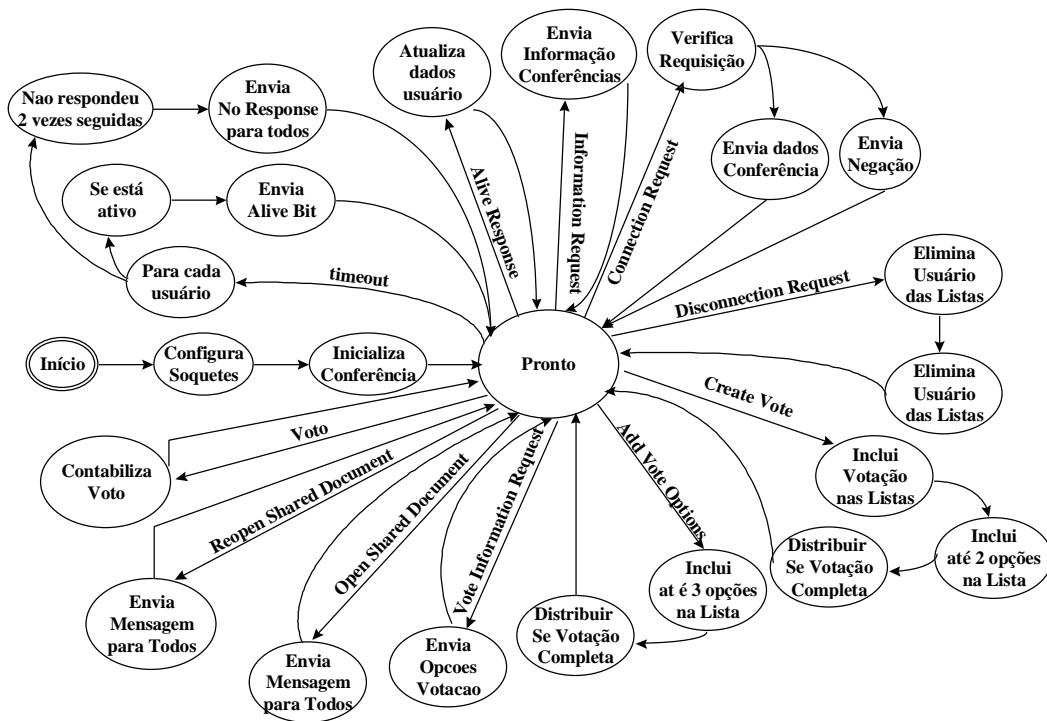 Envia
Informação
Conferências
Verifica
Requisição
Atualiza
dados
usuário
Nao respondeu
2 vezes seguidas
Envia
No Response
para todos
Envia dados
Conferência
Envia
Negação
Se está
ativo
Envia
Alive Bit
Alive Response
Information Request
Connection Request
Para cada
usuário
timeout
Disconnection Request
Elimina
Usuário
das Listas
Início
Configura
Soquetes
Inicializa
Conferência
Pronto
Elimina
Usuário
das Listas
Create Vote
Voto
Contabiliza
Voto
Reopen Shared Document
Open Shared Document
Vote Information Request
Add Vote Options
Inclui
Votação
nas Listas
Inclui
até 2 opções
na Lista
Distribuir
Se Votação
Completa
Inclui
at é 3 opções
na Lista
Distribuir
Se Votação
Completa
Envia
Mensagem
para Todos
Envia
Mensagem
para Todos
Envia
Opcoes
Votacao